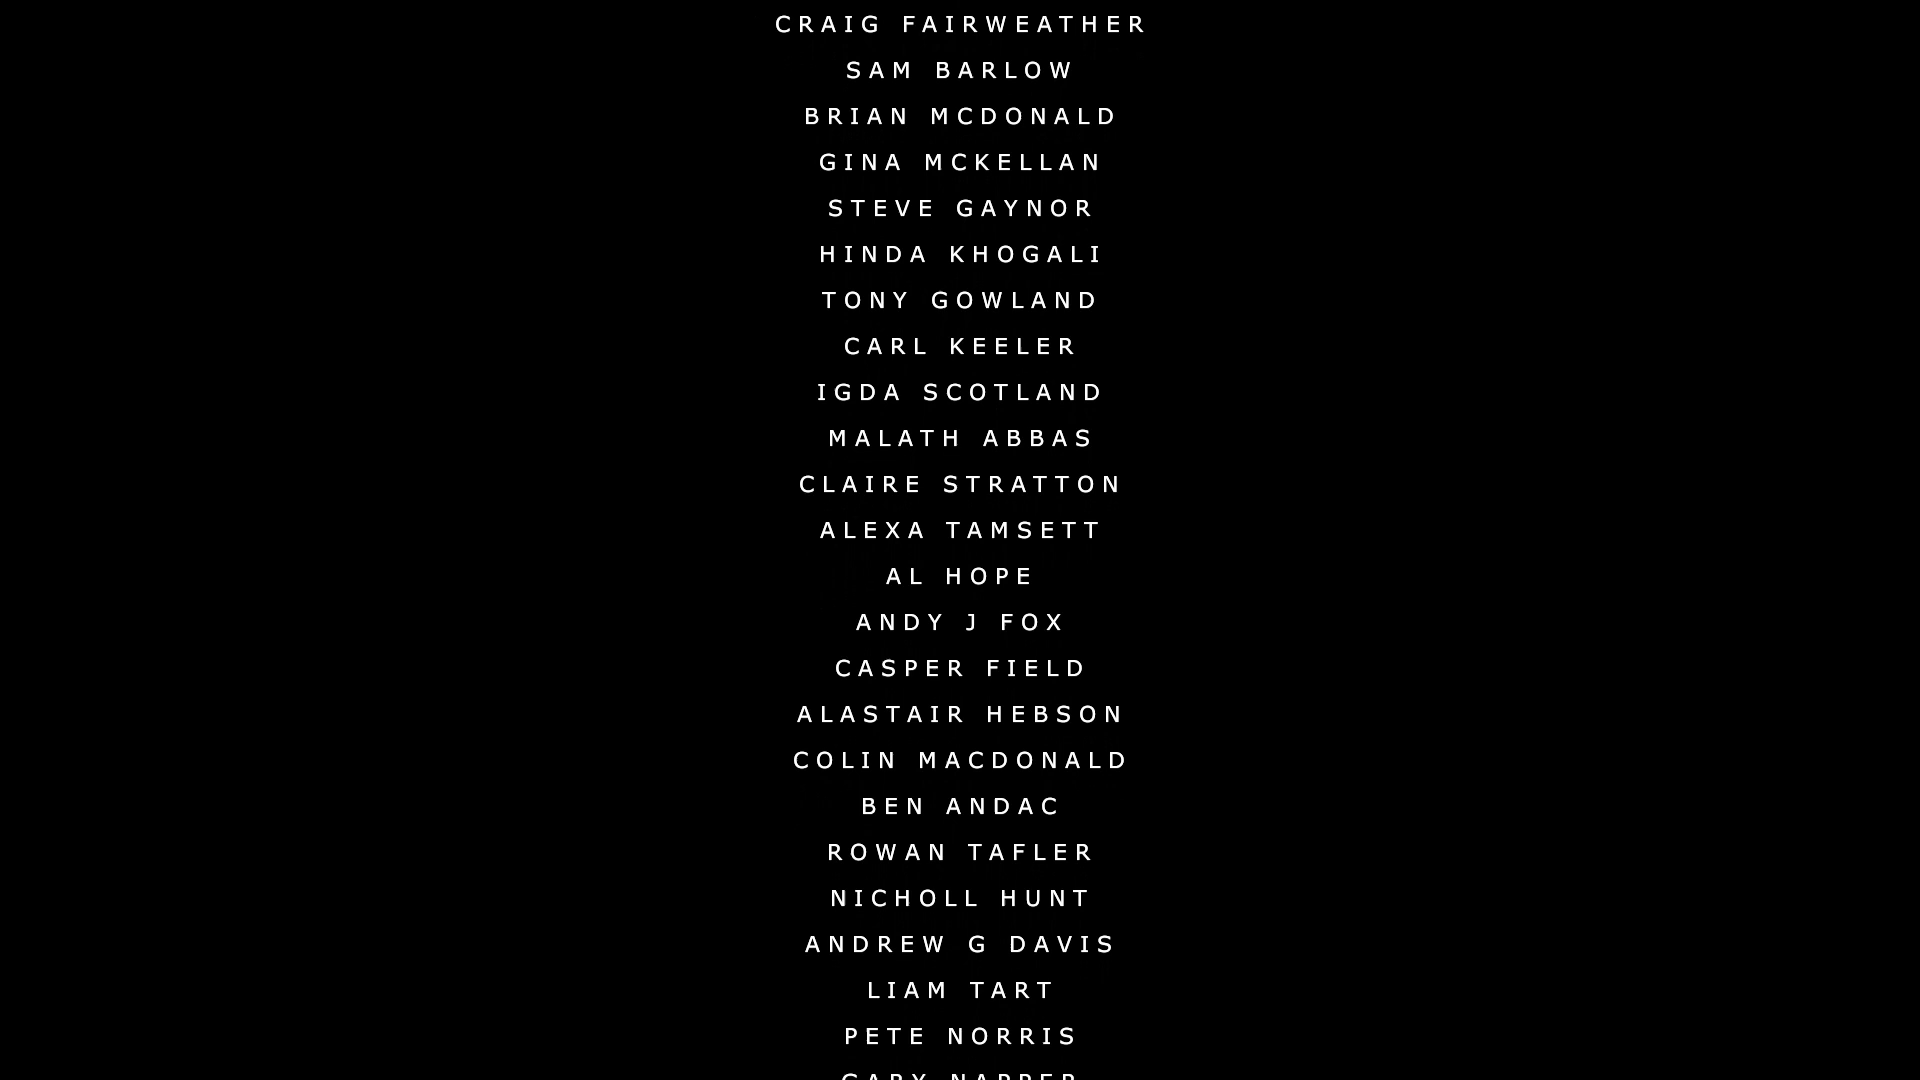 CRAIG FAIRWEATHER
SAM BARLOW
BRIAN MCDONALD
GINA MCKELLAN
STEVE GAYNOR
HINDA KHOGALI
TONY GOWLAND
CARL KEELER
IGDA SCOTLAND
MALATH ABBAS
CLAIRE STRATTON
ALEXA TAMSETT
AL HOPE
ANDY J FOX
CASPER FIELD
ALASTAIR HEBSON
COLIN MACDONALD
BEN ANDAC
ROWAN TAFLER
NICHOLL HUNT
ANDREW G DAVIS
LIAM TART
PETE NORRIS